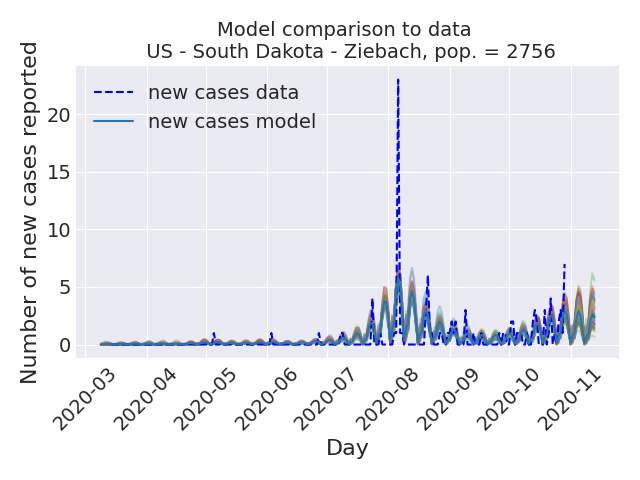 Model comparison to data
US - South Dakota - Ziebach, pop. = 2756
Number of new cases reported
new cases data
new cases model
20
15
10
5
0
2020-03
2020-04
2020-05
2020-06
2020-07
2020-08
2020-09
2020-10
2020-11
Day